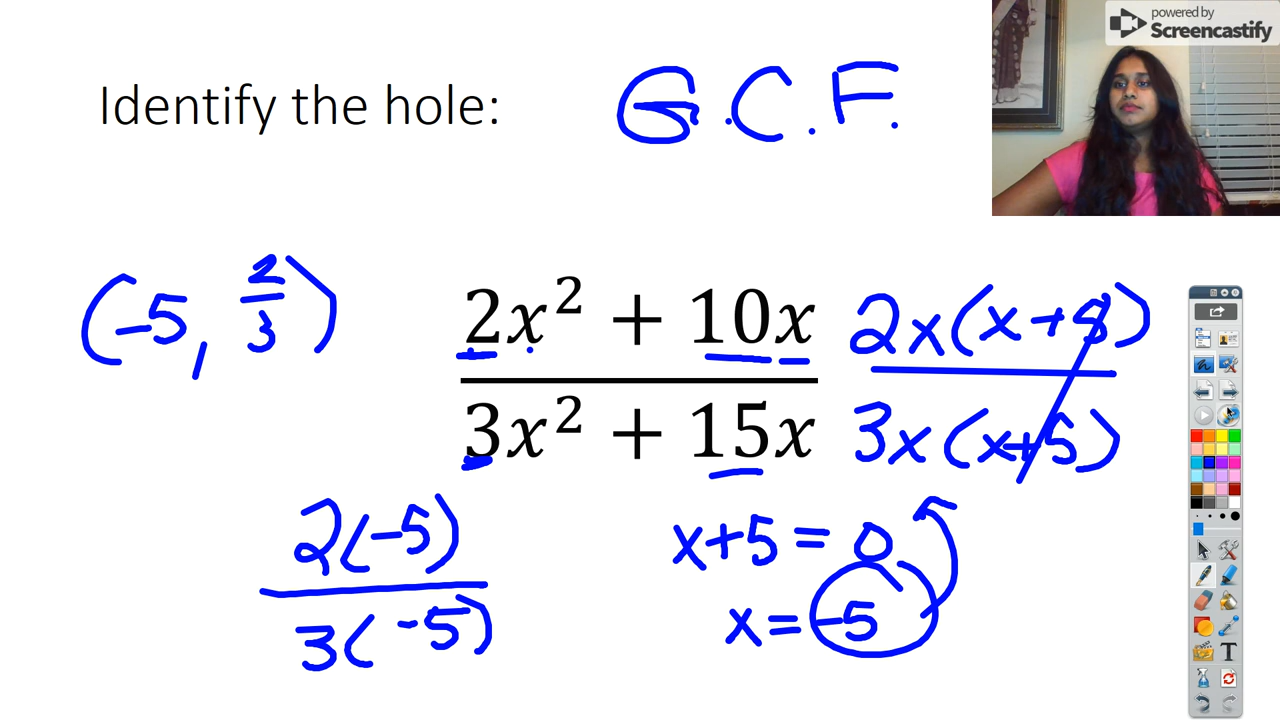 powered by
Screencastify
Identify the hole:
G.C.F.
(-5, 2/3)
2x² + 10x
3x² + 15x
2x(x+8)
3x(x+5)
2(-5)
3(-5)
x+5=0
x=-5
T